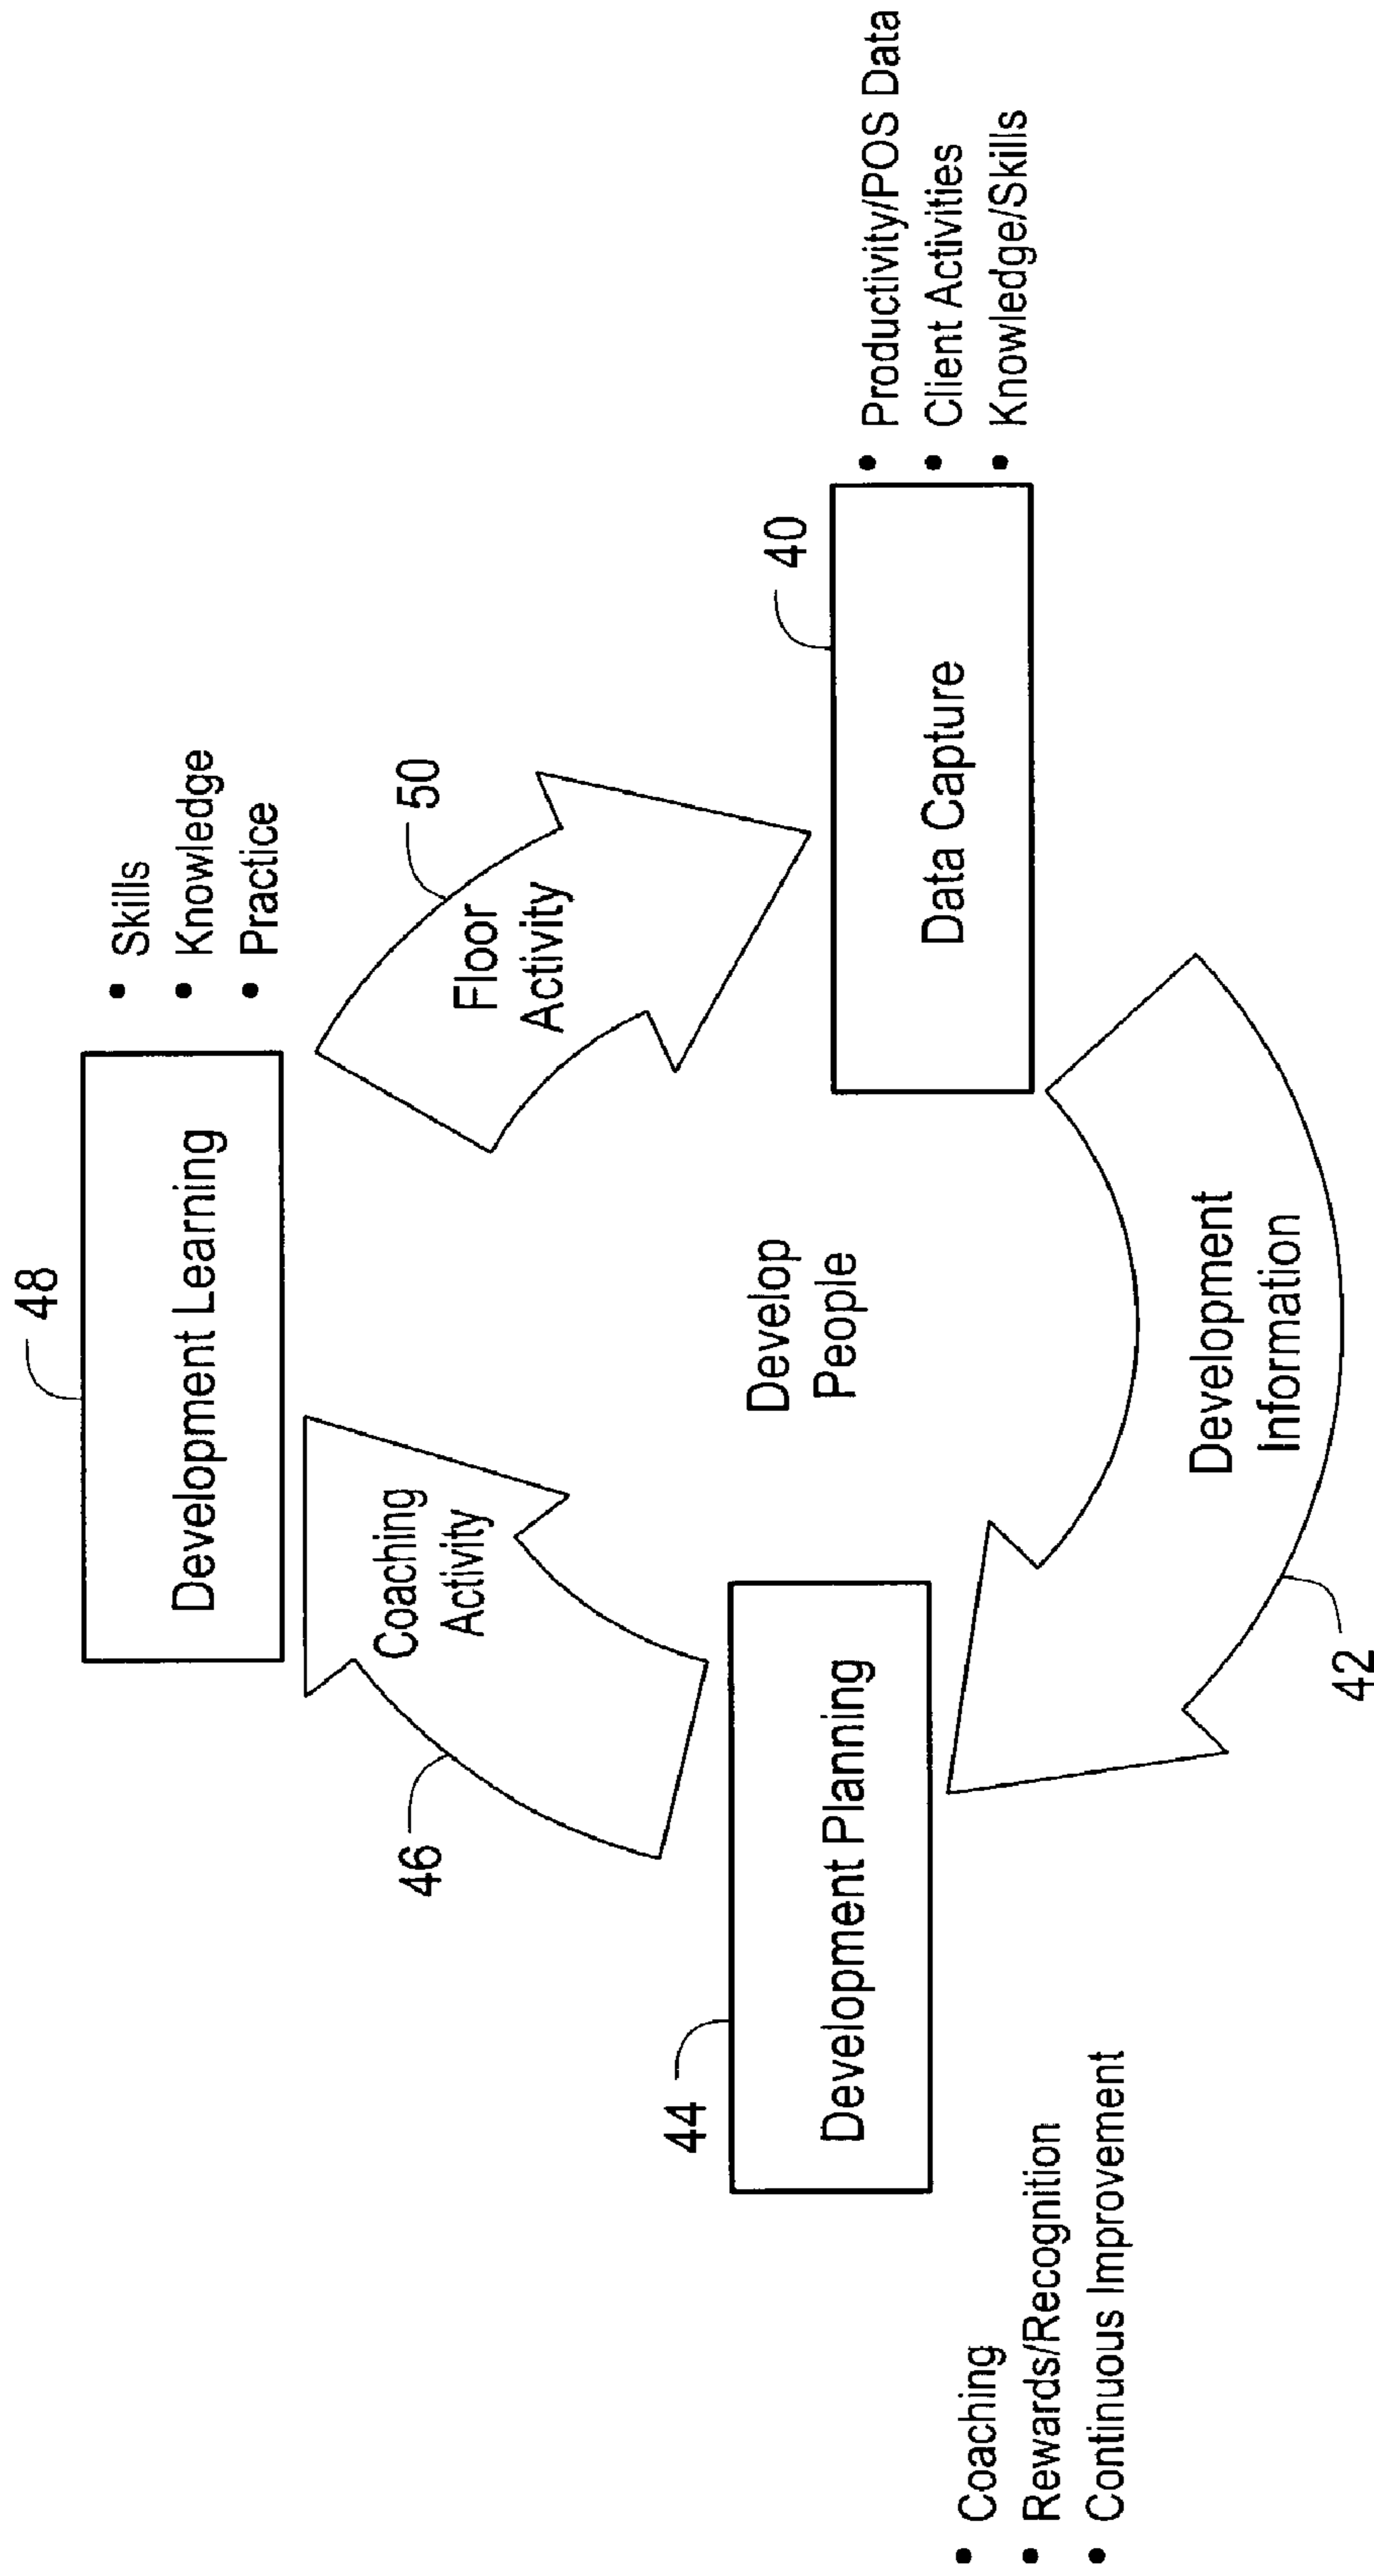 48
Development Learning
• Skills
• Knowledge
• Practice
46
Coaching
Activity
50
Floor
Activity
Develop
People
44
Development Planning
• Coaching
• Rewards/Recognition
• Continuous Improvement
40
Data Capture
• Productivity/POS Data
• Client Activities
• Knowledge/Skills
Development
Information
42